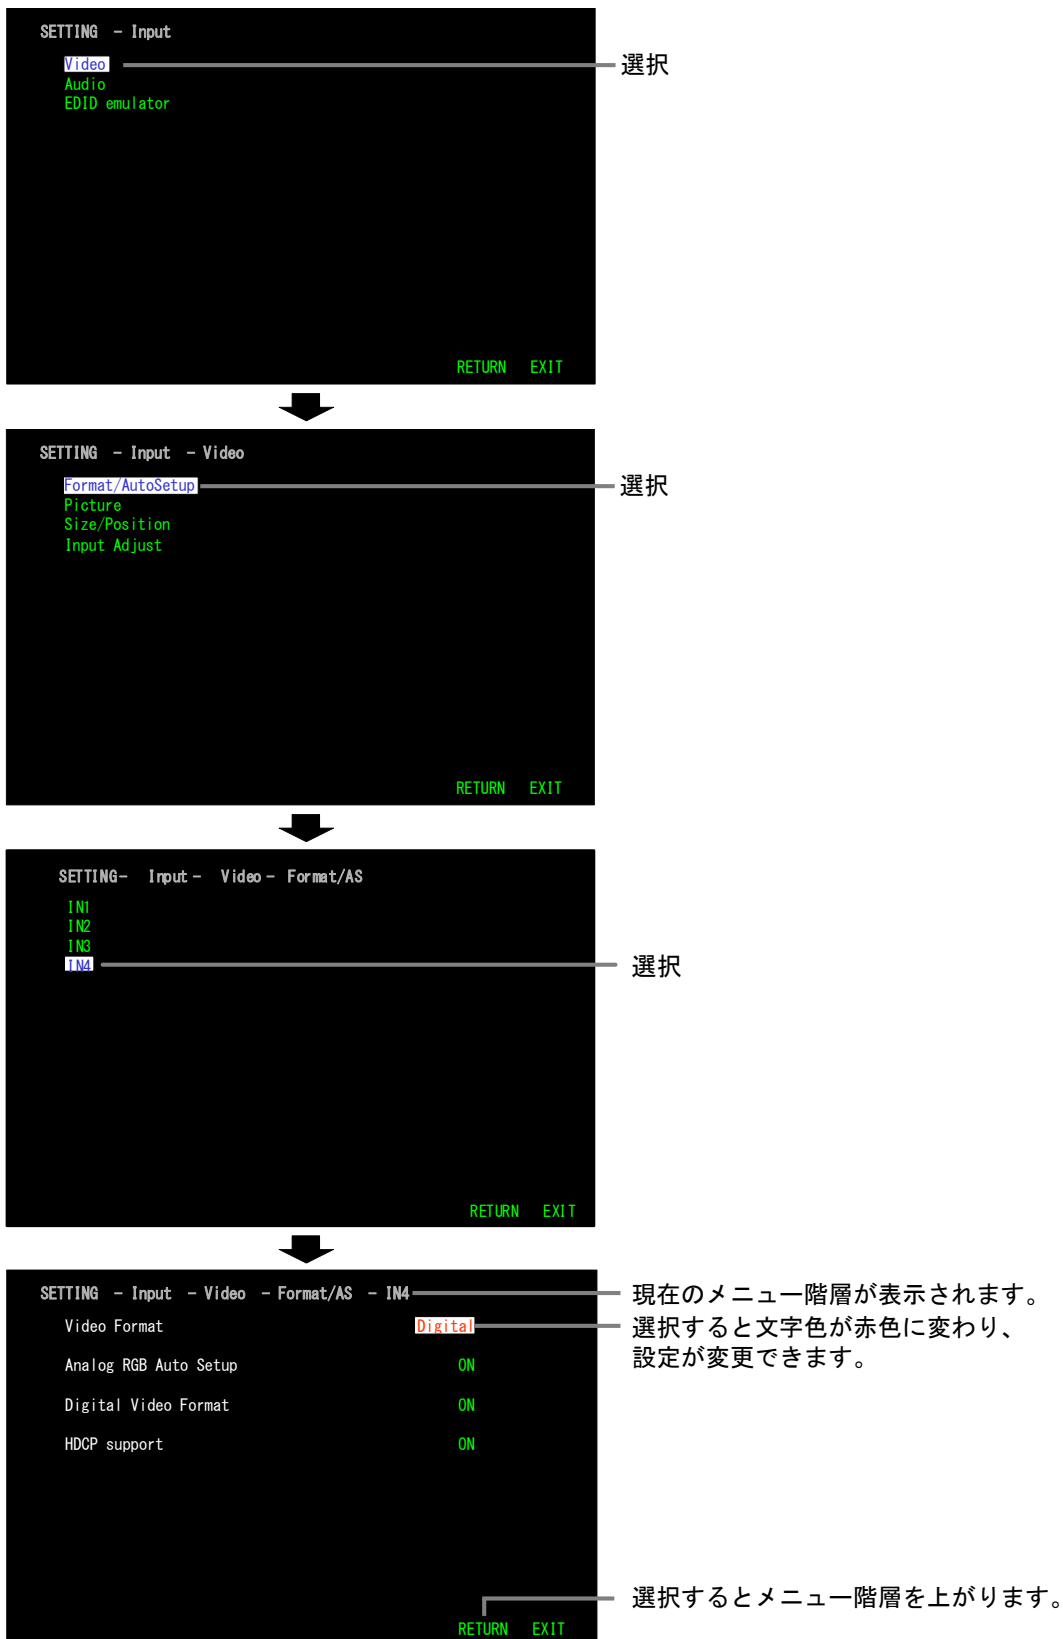 SETTING - Input
Video
選択
Audio
EDID emulator
RETURN EXIT
SETTING - Input - Video
Format/AutoSetup
選択
Picture
Size/Position
Input Adjust
RETURN EXIT
SETTING- Input- Video- Format/AS
IN1
IN2
IN3
IN4
選択
RETURN EXIT
SETTING - Input - Video - Format/AS - IN4
現在のメニュー階層が表示されます。
Video Format Digital
選択すると文字色が赤色に変わり、
設定が変更できます。
Analog RGB Auto Setup ON
Digital Video Format ON
HDCP support ON
選択するとメニュー階層を上がります。
RETURN EXIT